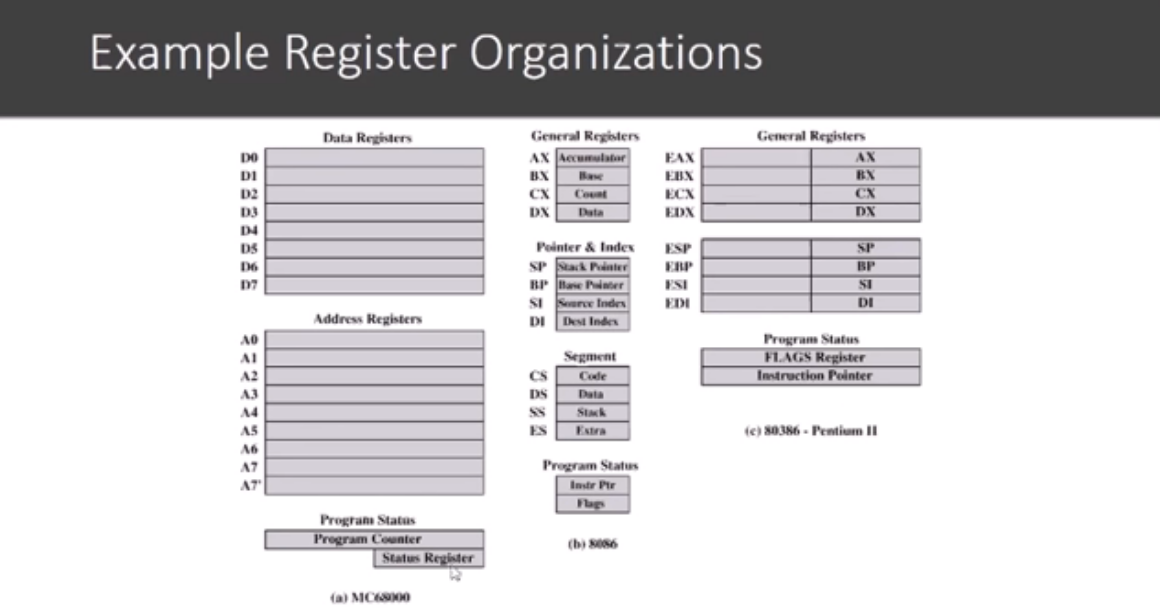 Example Register Organizations
Data Registers
D0
D1
D2
D3
D4
D5
D6
D7
Address Registers
A0
A1
A2
A3
A4
A5
A6
A7
A7'
Program Status
Program Counter
Status Register
(a) MC68000
General Registers
AX Accumulator
BX Base
CX Count
DX Data
Pointer & Index
SP Stack Pointer
BP Base Pointer
SI Source Index
DI Dest Index
Segment
CS Code
DS Data
SS Stack
ES Extra
Program Status
Instr Ptr
Flags
(b) 8086
General Registers
EAX AX
EBX BX
ECX CX
EDX DX
ESP SP
EBP BP
ESI SI
EDI DI
Program Status
FLAGS Register
Instruction Pointer
(c) 80386 - Pentium II